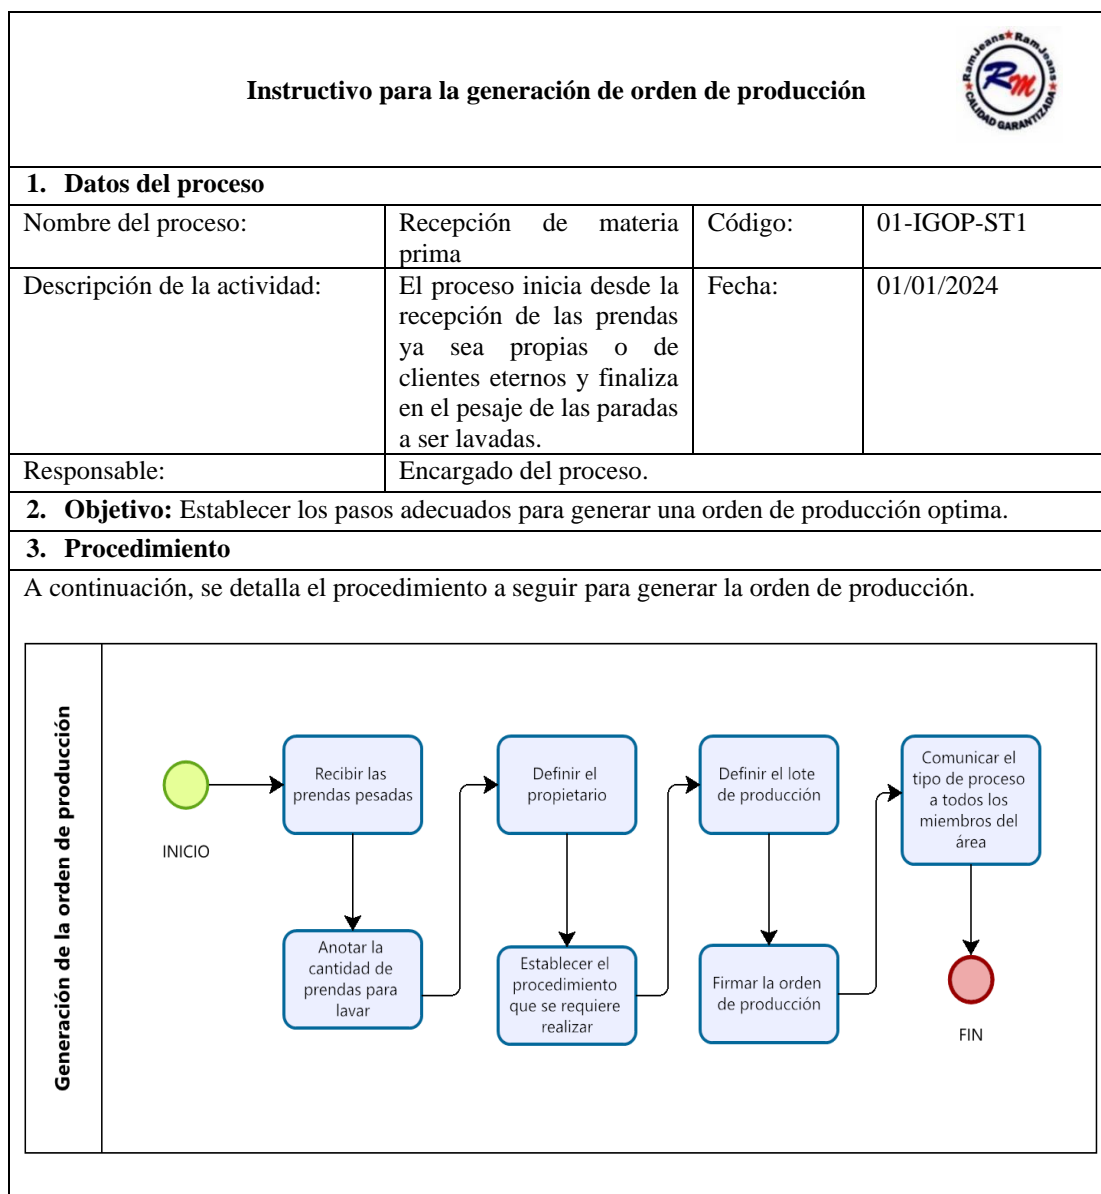 Instructivo para la generación de orden de producción
RamJeans★RamJeans
RM
CALIDAD GARANTIZADA
1. Datos del proceso
Nombre del proceso:
Recepción de materia
prima
Código:
01-IGOP-ST1
Descripción de la actividad:
El proceso inicia desde la
recepción de las prendas
ya sea propias o de
clientes eternos y finaliza
en el pesaje de las paradas
a ser lavadas.
Fecha:
01/01/2024
Responsable:
Encargado del proceso.
2. Objetivo: Establecer los pasos adecuados para generar una orden de producción optima.
3. Procedimiento
A continuación, se detalla el procedimiento a seguir para generar la orden de producción.
Generación de la orden de producción
INICIO
Recibir las
prendas pesadas
Anotar la
cantidad de
prendas para
lavar
Definir el
propietario
Establecer el
procedimiento
que se requiere
realizar
Definir el lote
de producción
Firmar la orden
de producción
Comunicar el
tipo de proceso
a todos los
miembros del
área
FIN